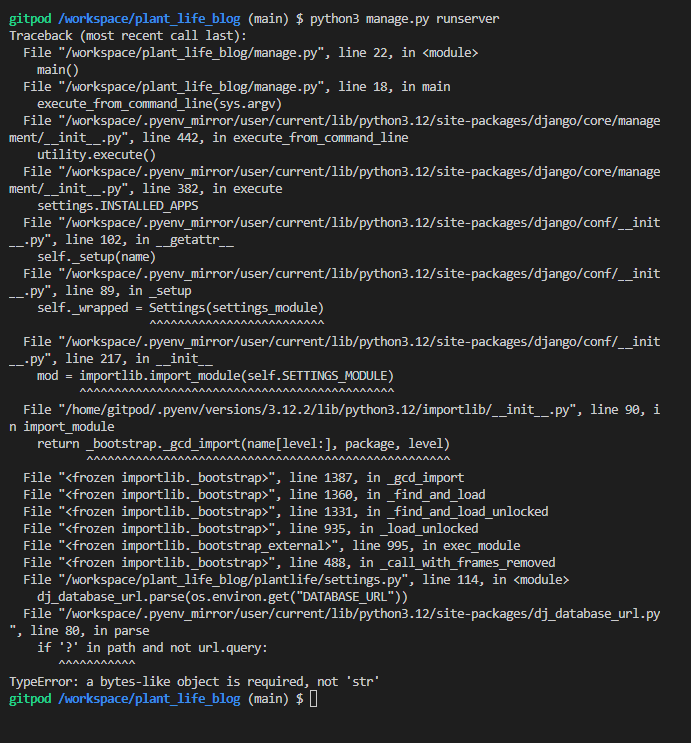 gitpod /workspace/plant_life_blog (main) $ python3 manage.py runserver
Traceback (most recent call last):
  File "/workspace/plant_life_blog/manage.py", line 22, in <module>
    main()
  File "/workspace/plant_life_blog/manage.py", line 18, in main
    execute_from_command_line(sys.argv)
  File "/workspace/.pyenv_mirror/user/current/lib/python3.12/site-packages/django/core/manage
ment/__init__.py", line 442, in execute_from_command_line
    utility.execute()
  File "/workspace/.pyenv_mirror/user/current/lib/python3.12/site-packages/django/core/manage
ment/__init__.py", line 382, in execute
    settings.INSTALLED_APPS
  File "/workspace/.pyenv_mirror/user/current/lib/python3.12/site-packages/django/conf/__init
__.py", line 102, in __getattr__
    self._setup(name)
  File "/workspace/.pyenv_mirror/user/current/lib/python3.12/site-packages/django/conf/__init
__.py", line 89, in _setup
    self._wrapped = Settings(settings_module)
                    ^^^^^^^^^^^^^^^^^^^^^^^^^
  File "/workspace/.pyenv_mirror/user/current/lib/python3.12/site-packages/django/conf/__init
__.py", line 217, in __init__
    mod = importlib.import_module(self.SETTINGS_MODULE)
          ^^^^^^^^^^^^^^^^^^^^^^^^^^^^^^^^^^^^^^^^^^^^^
  File "/home/gitpod/.pyenv/versions/3.12.2/lib/python3.12/importlib/__init__.py", line 90, i
n import_module
    return _bootstrap._gcd_import(name[level:], package, level)
           ^^^^^^^^^^^^^^^^^^^^^^^^^^^^^^^^^^^^^^^^^^^^^^^^^^^^
  File "<frozen importlib._bootstrap>", line 1387, in _gcd_import
  File "<frozen importlib._bootstrap>", line 1360, in _find_and_load
  File "<frozen importlib._bootstrap>", line 1331, in _find_and_load_unlocked
  File "<frozen importlib._bootstrap>", line 935, in _load_unlocked
  File "<frozen importlib._bootstrap_external>", line 995, in exec_module
  File "<frozen importlib._bootstrap>", line 488, in _call_with_frames_removed
  File "/workspace/plant_life_blog/plantlife/settings.py", line 114, in <module>
    dj_database_url.parse(os.environ.get("DATABASE_URL"))
  File "/workspace/.pyenv_mirror/user/current/lib/python3.12/site-packages/dj_database_url.py
", line 80, in parse
    if '?' in path and not url.query:
       ^^^^^^^^^^^
TypeError: a bytes-like object is required, not 'str'
gitpod /workspace/plant_life_blog (main) $